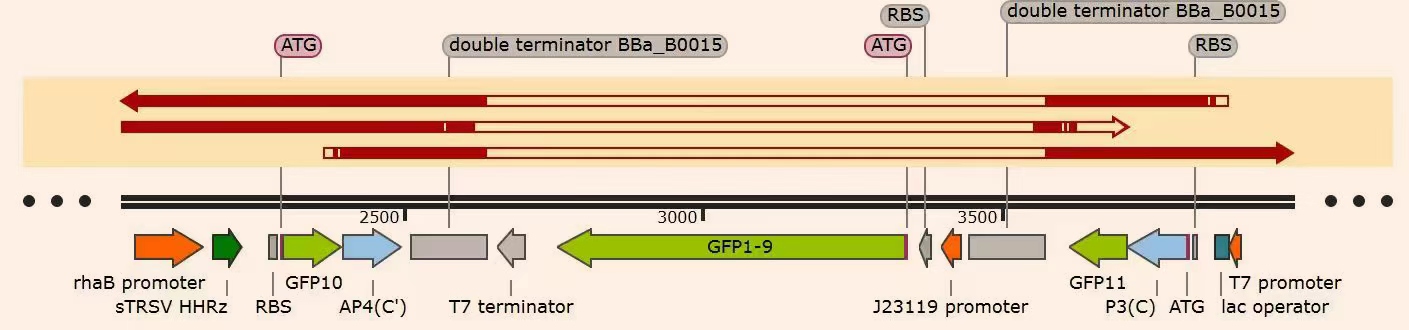 RBS double terminator BBa_B0015
ATG double terminator BBa_B0015 ATG RBS
2500 3000 3500
GFP1-9
rhaB promoter GFP10 GFP11 T7 promoter
sTRSV HHRz RBS AP4(C') T7 terminator J23119 promoter P3(C) ATG lac operator